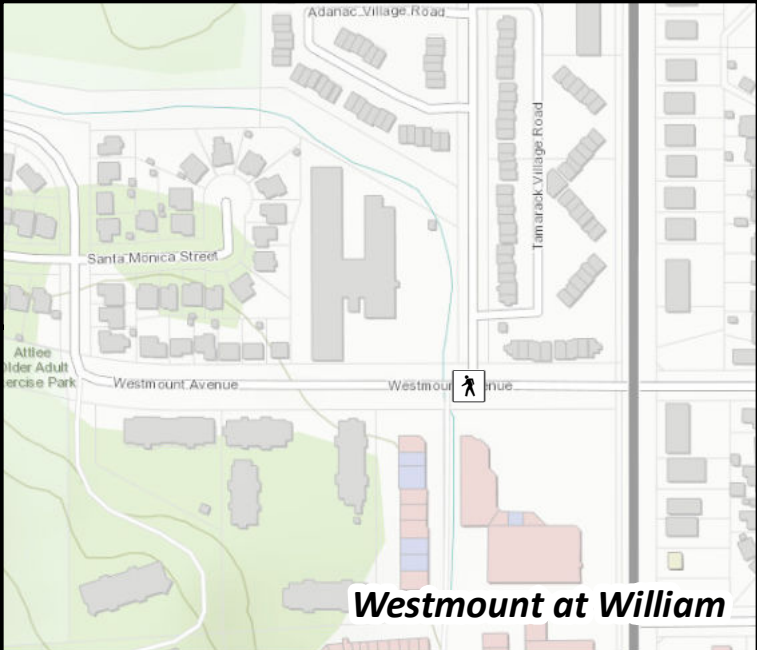 Adanac Village Road
Tamarack Village Road
Santa Monica Street
Attlee
Older Adult
ercise Park
Westmount Avenue
Westmoun enue
Westmount at William